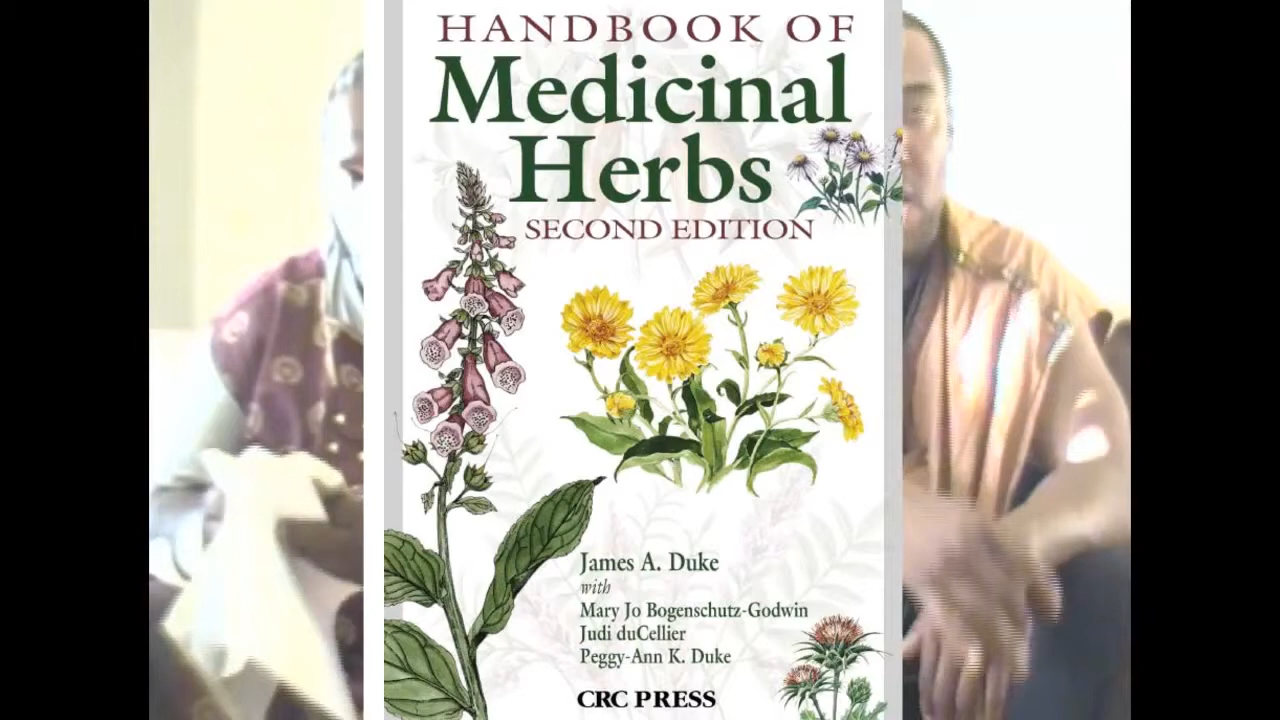 HANDBOOK OF
Medicinal
Herbs
SECOND EDITION
James A. Duke
with
Mary Jo Bogenschutz-Godwin
Judi duCellier
Peggy-Ann K. Duke
CRC PRESS